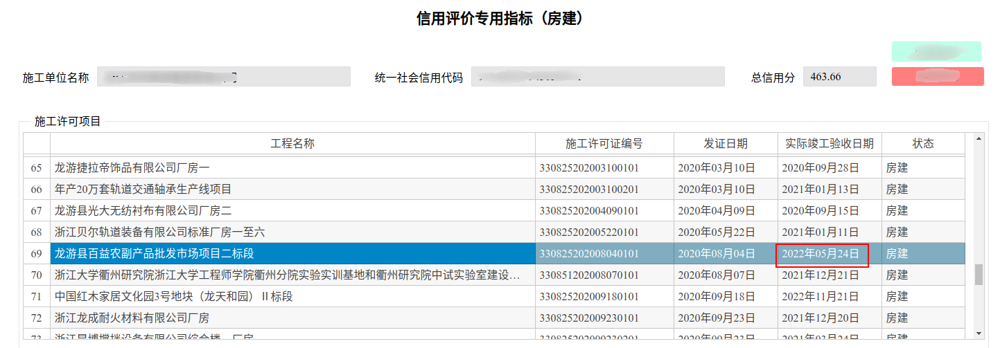 信用评价专用指标（房建）
施工单位名称 统一社会信用代码 总信用分 463.66
施工许可项目
工程名称 施工许可证编号 发证日期 实际竣工验收日期 状态
65 龙游捷拉帝饰品有限公司厂房一 330825202003100101 2020年03月10日 2020年09月28日 房建
66 年产20万套轨道交通轴承生产线项目 330825202003100201 2020年03月10日 2021年01月13日 房建
67 龙游县光大无纺衬布有限公司厂房二 330825202004090101 2020年04月09日 2020年09月15日 房建
68 浙江贝尔轨道装备有限公司标准厂房一至六 330825202005220101 2020年05月22日 2021年01月11日 房建
69 龙游县百益农副产品批发市场项目二标段 330825202008040101 2020年08月04日 2022年05月24日 房建
70 浙江大学衢州研究院浙江大学工程师学院衢州分院实验实训基地和衢州研究院中试实验室建设... 330851202008070101 2020年08月07日 2021年12月21日 房建
71 中国红木家居文化园3号地块（龙天和园）Ⅱ标段 330825202009180101 2020年09月18日 2022年11月21日 房建
72 浙江龙成耐火材料有限公司厂房 330825202009230101 2020年09月23日 2021年12月20日 房建